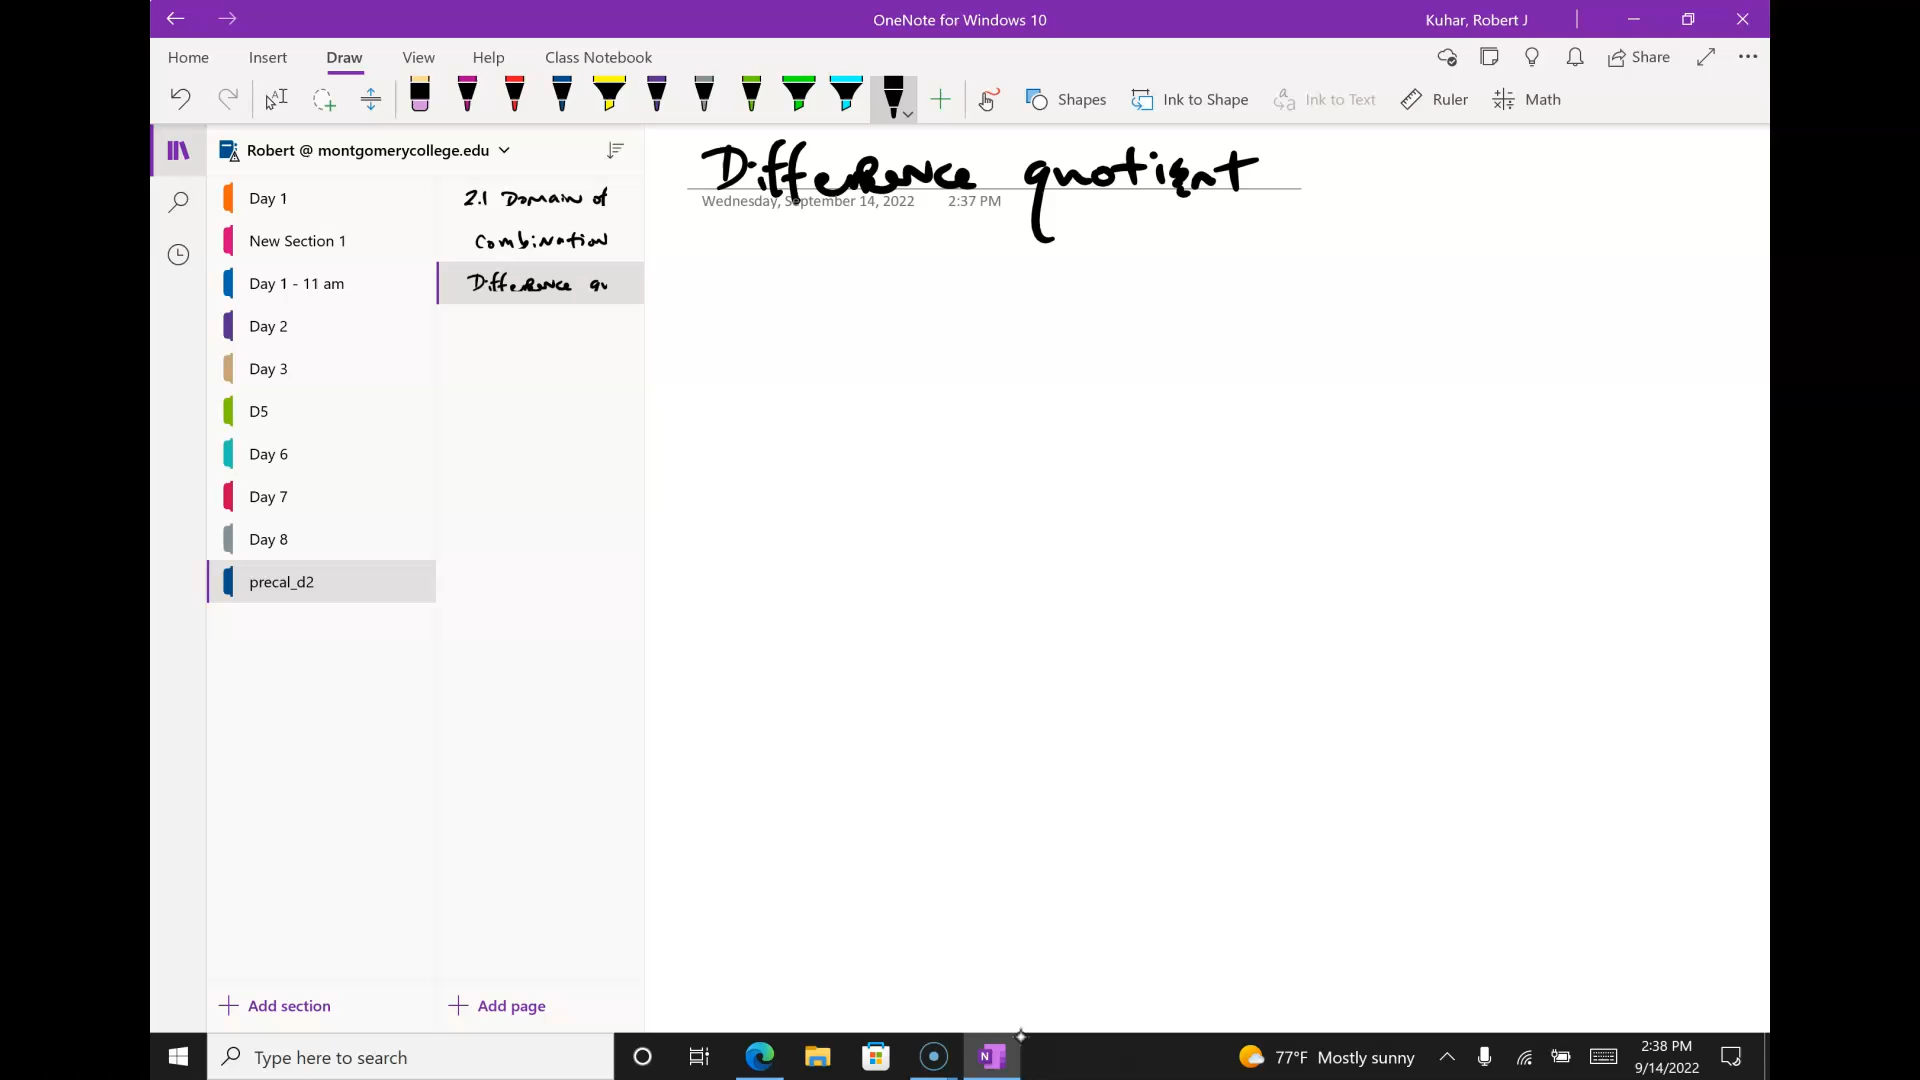 OneNote for Windows 10
Kuhar, Robert J
Home Insert Draw View Help Class Notebook
Share
Shapes Ink to Shape Ink to Text Ruler Math
Robert @ montgomerycollege.edu
Day 1
New Section 1
Day 1 - 11 am
Day 2
Day 3
D5
Day 6
Day 7
Day 8
precal_d2
Add section
2.1 Domain of
Combination
Difference qu
Add page
Difference quotient
Wednesday, September 14, 2022 2:37 PM
Type here to search
N
77°F Mostly sunny
2:38 PM
9/14/2022